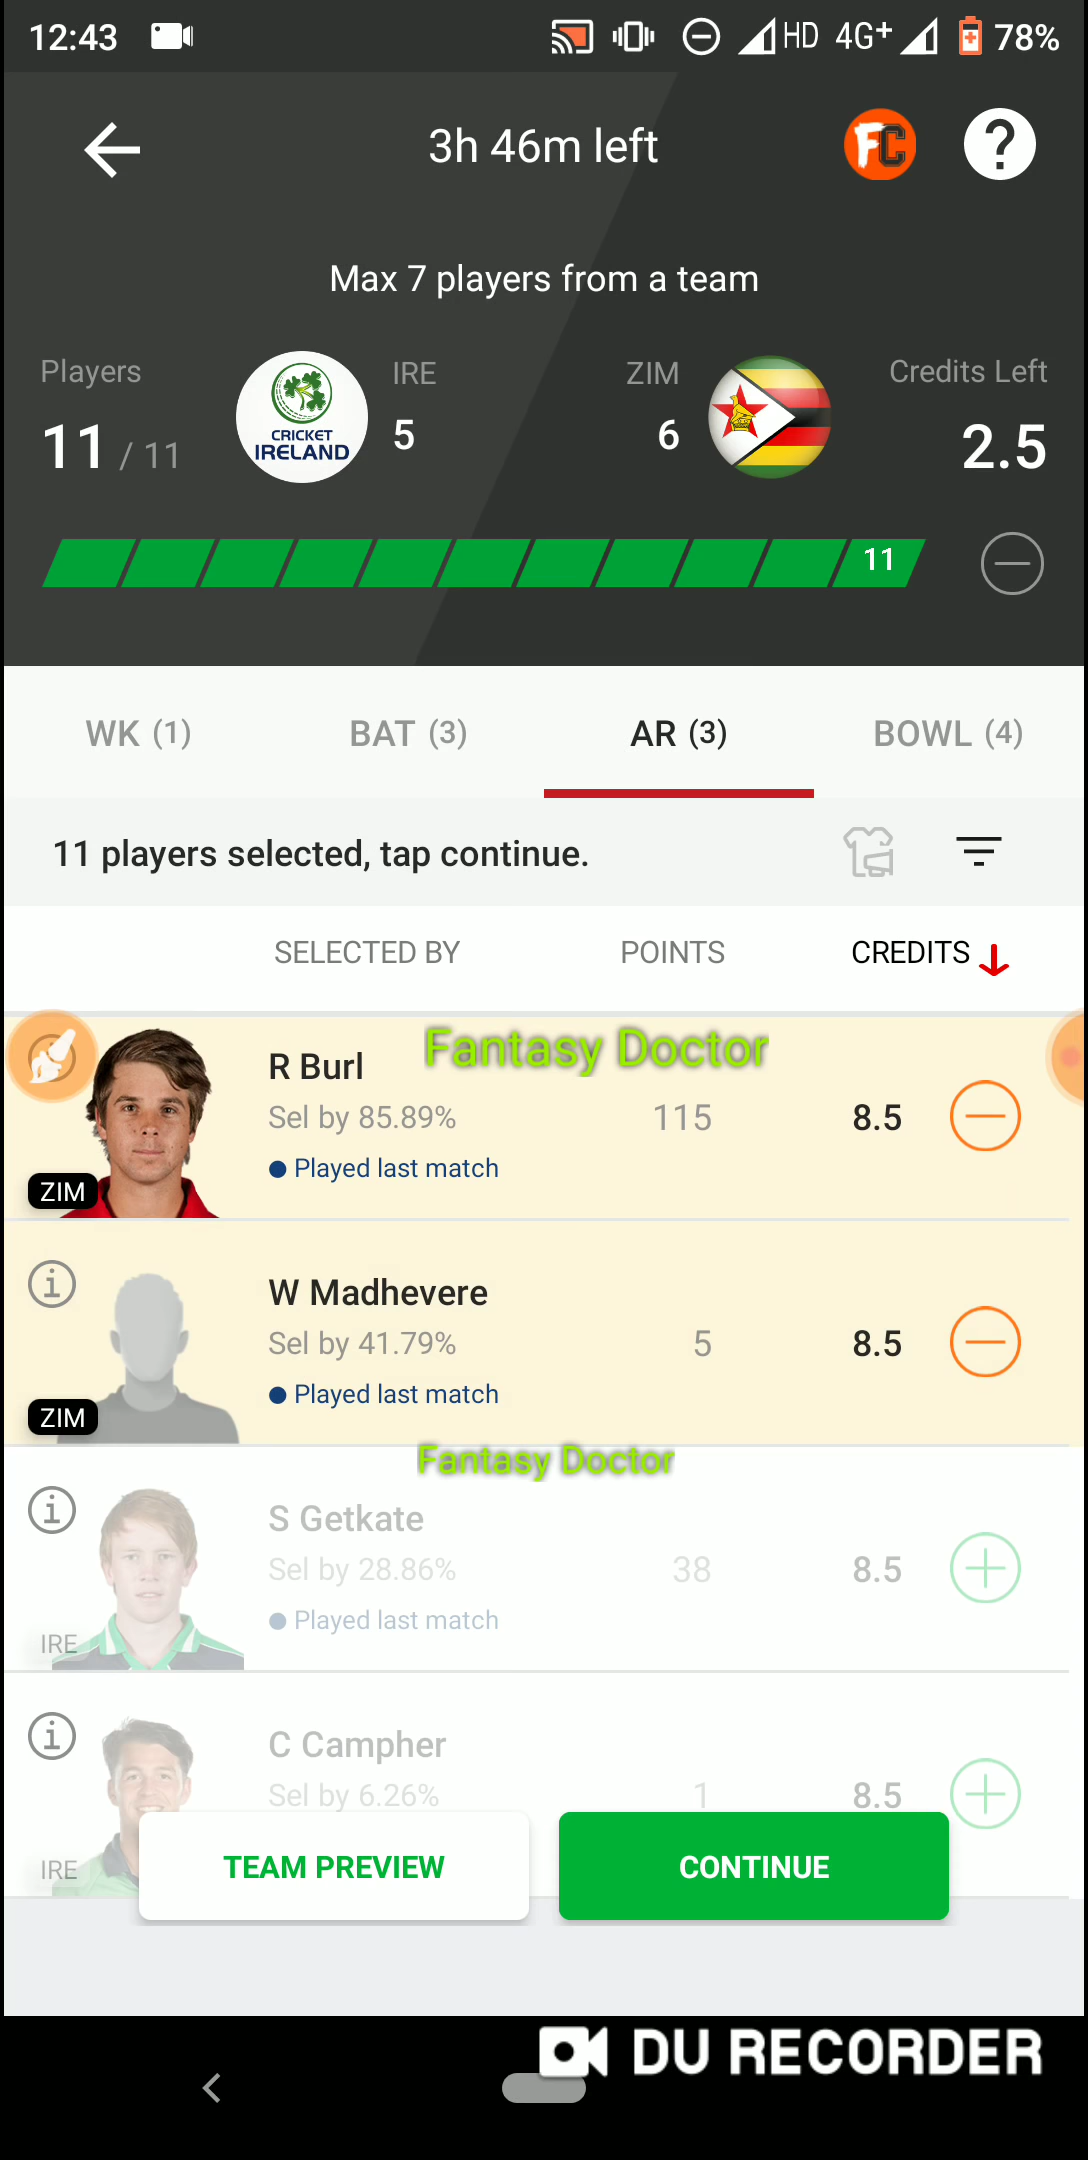 12:43 HD 4G+ 78%
3h 46m left FC ?
Max 7 players from a team
Players IRE ZIM Credits Left
11 / 11 5 6 2.5
CRICKET
IRELAND
11
WK (1) BAT (3) AR (3) BOWL (4)
11 players selected, tap continue.
SELECTED BY POINTS CREDITS
Fantasy Doctor
R Burl
Sel by 85.89% 115 8.5
Played last match
ZIM
W Madhevere
Sel by 41.79% 5 8.5
Played last match
ZIM
Fantasy Doctor
S Getkate
Sel by 28.86% 38 8.5
Played last match
IRE
C Campher
Sel by 6.26% 1 8.5
IRE
TEAM PREVIEW CONTINUE
DU RECORDER